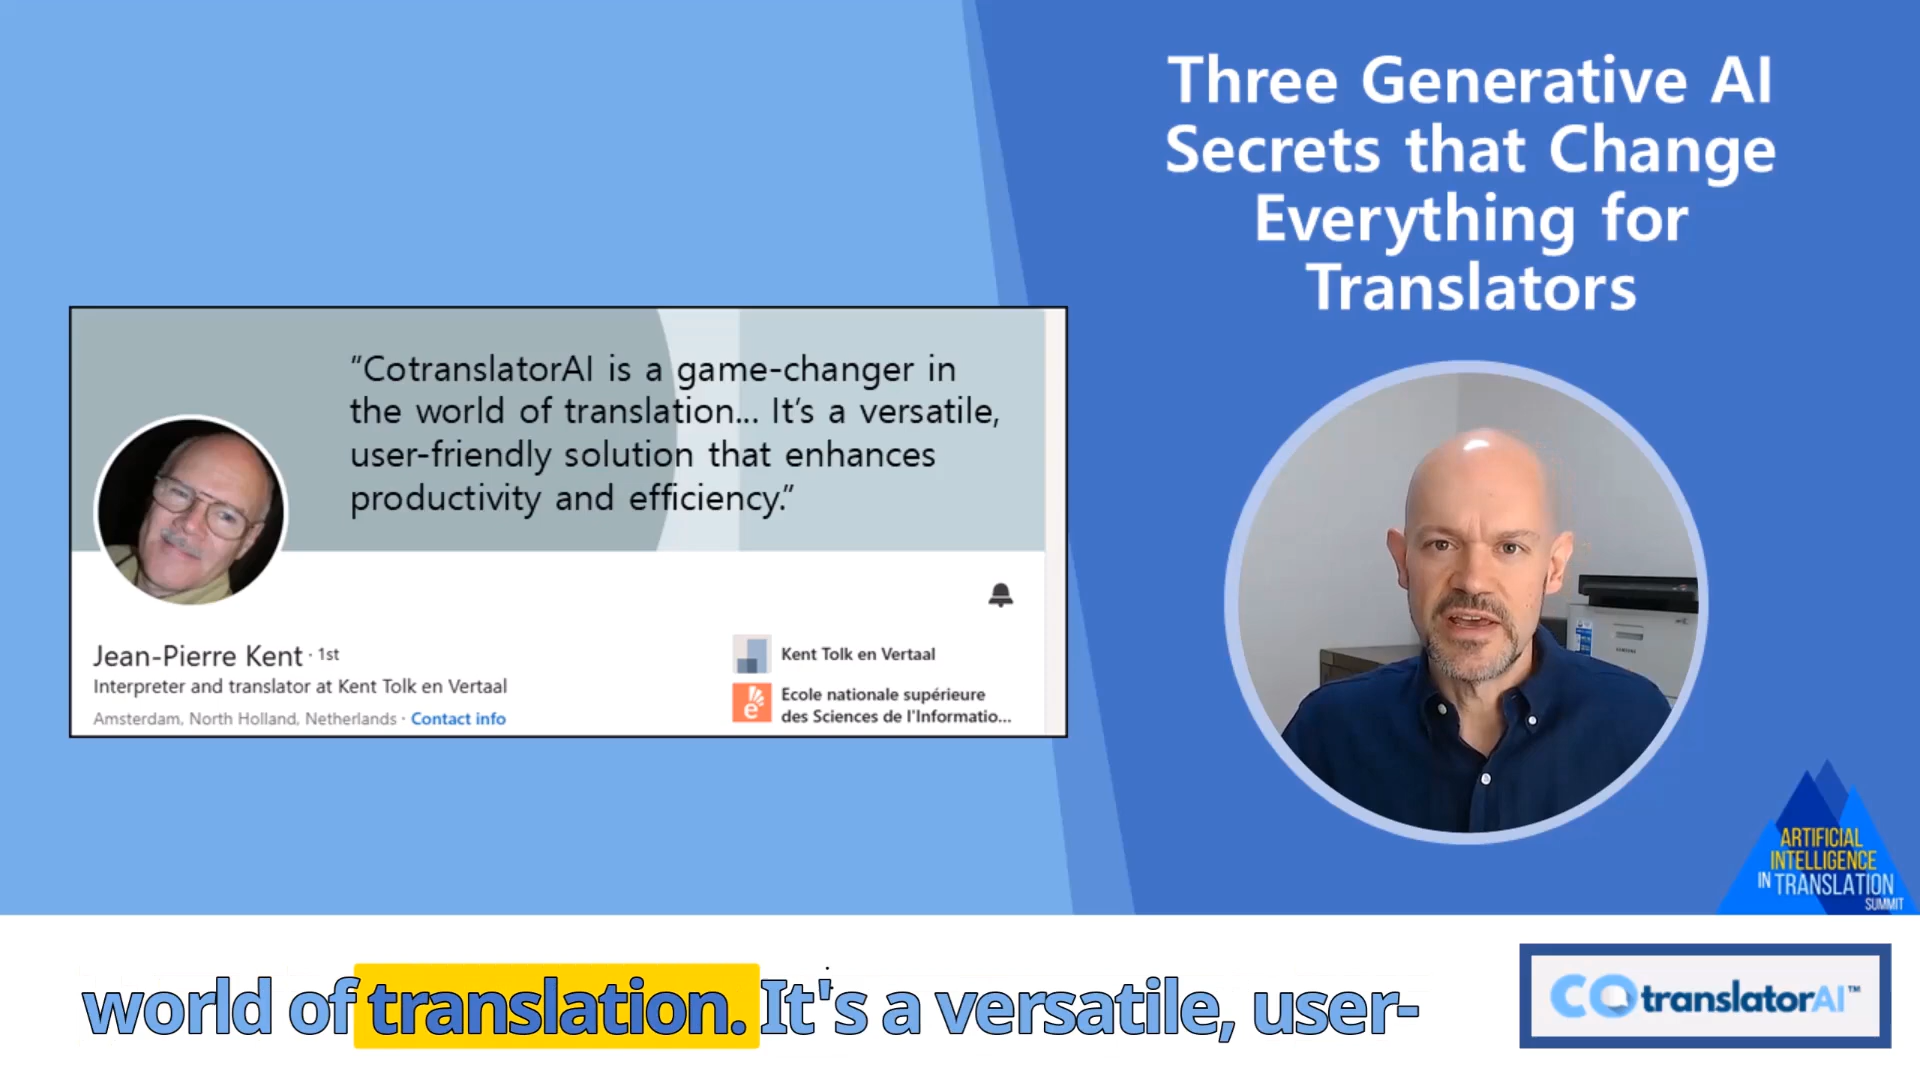 Three Generative AI
Secrets that Change
Everything for
Translators
“CotranslatorAI is a game-changer in
the world of translation... It’s a versatile,
user-friendly solution that enhances
productivity and efficiency.”
Jean-Pierre Kent · 1st
Interpreter and translator at Kent Tolk en Vertaal
Amsterdam, North Holland, Netherlands · Contact info
Kent Tolk en Vertaal
Ecole nationale supérieure
des Sciences de l'Informatio...
SAMSUNG
ARTIFICIAL
INTELLIGENCE
IN TRANSLATION
SUMMIT
world of translation. It's a versatile, user-
COtranslatorAI™